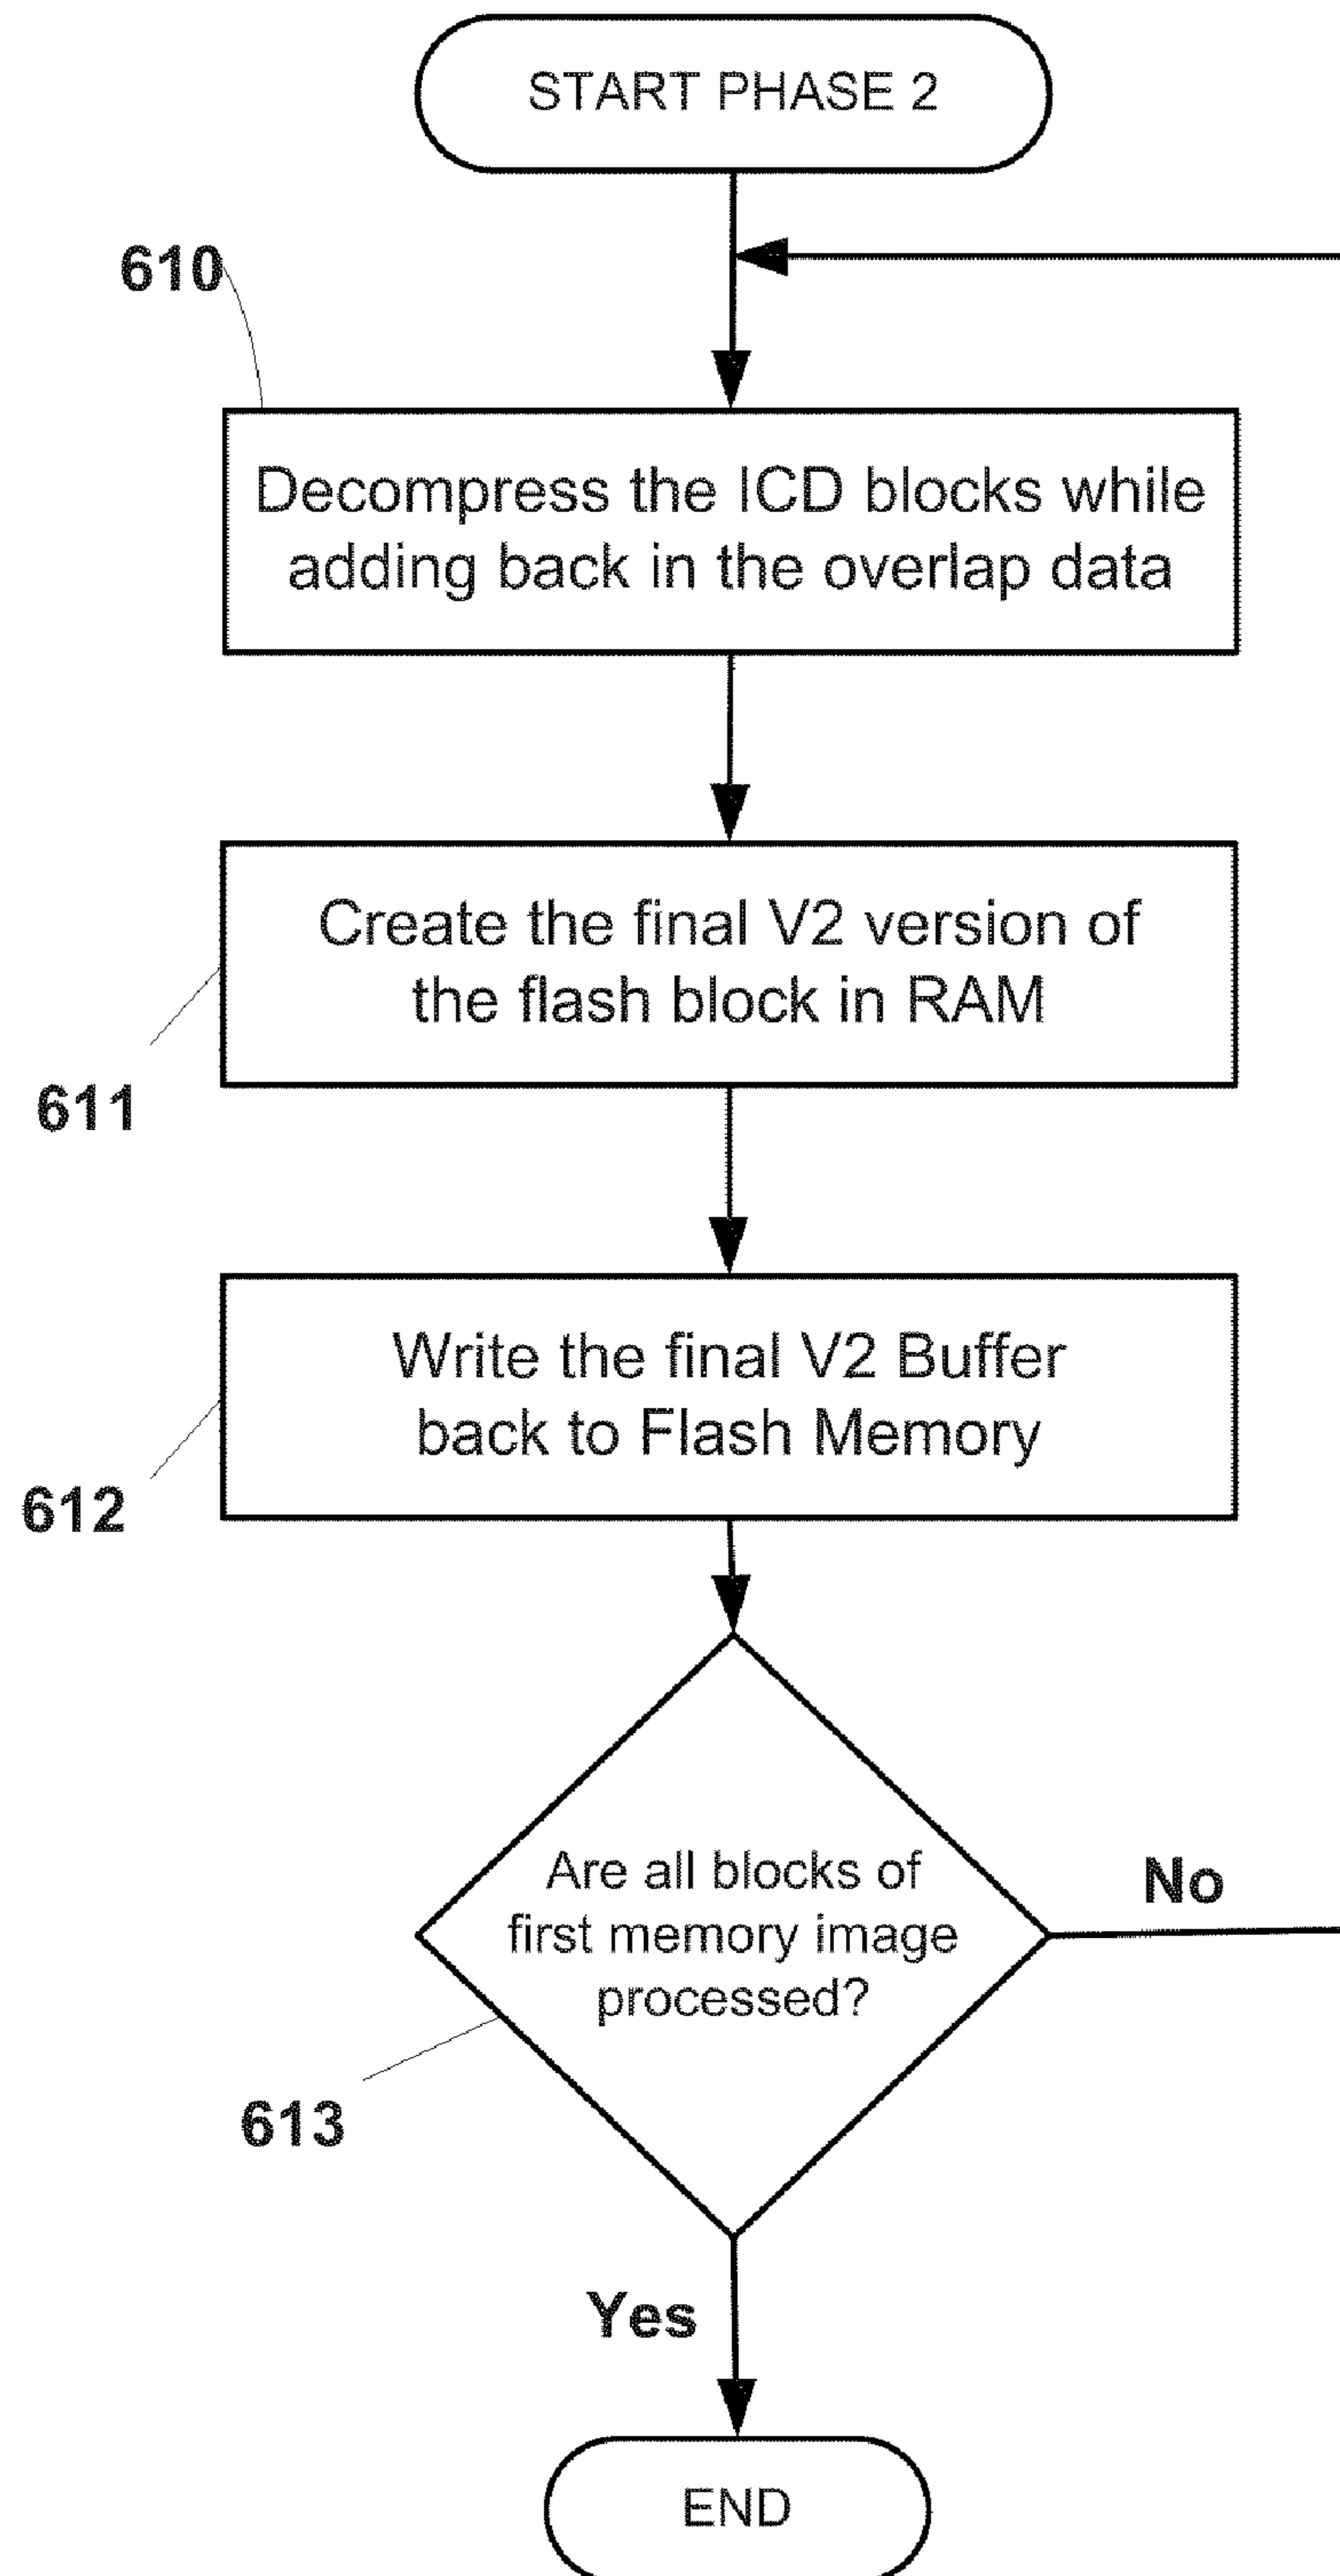 START PHASE 2
610
Decompress the ICD blocks while
adding back in the overlap data
Create the final V2 version of
the flash block in RAM
611
Write the final V2 Buffer
back to Flash Memory
612
Are all blocks of
first memory image
processed?
No
613
Yes
END